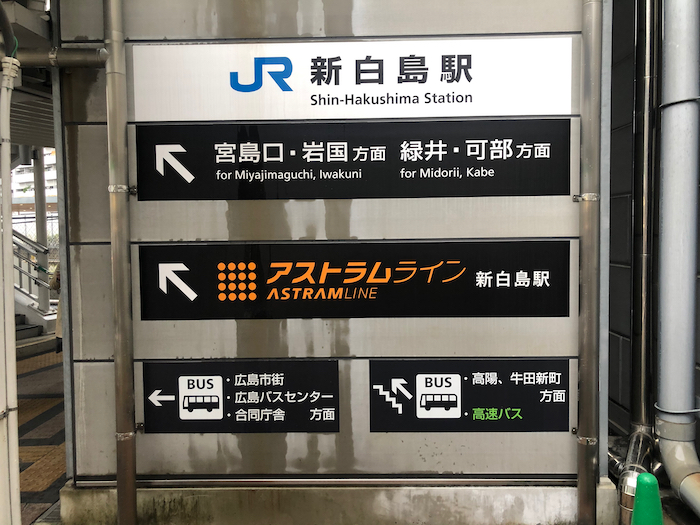 JR 新白島駅
Shin-Hakushima Station
宮島口・岩国方面 緑井・可部方面
for Miyajimaguchi, Iwakuni for Midorii, Kabe
アストラムライン 新白島駅
ASTRAMLINE
BUS
・広島市街
・広島バスセンター
・合同庁舎 方面
BUS
・高陽、牛田新町
方面
・高速バス